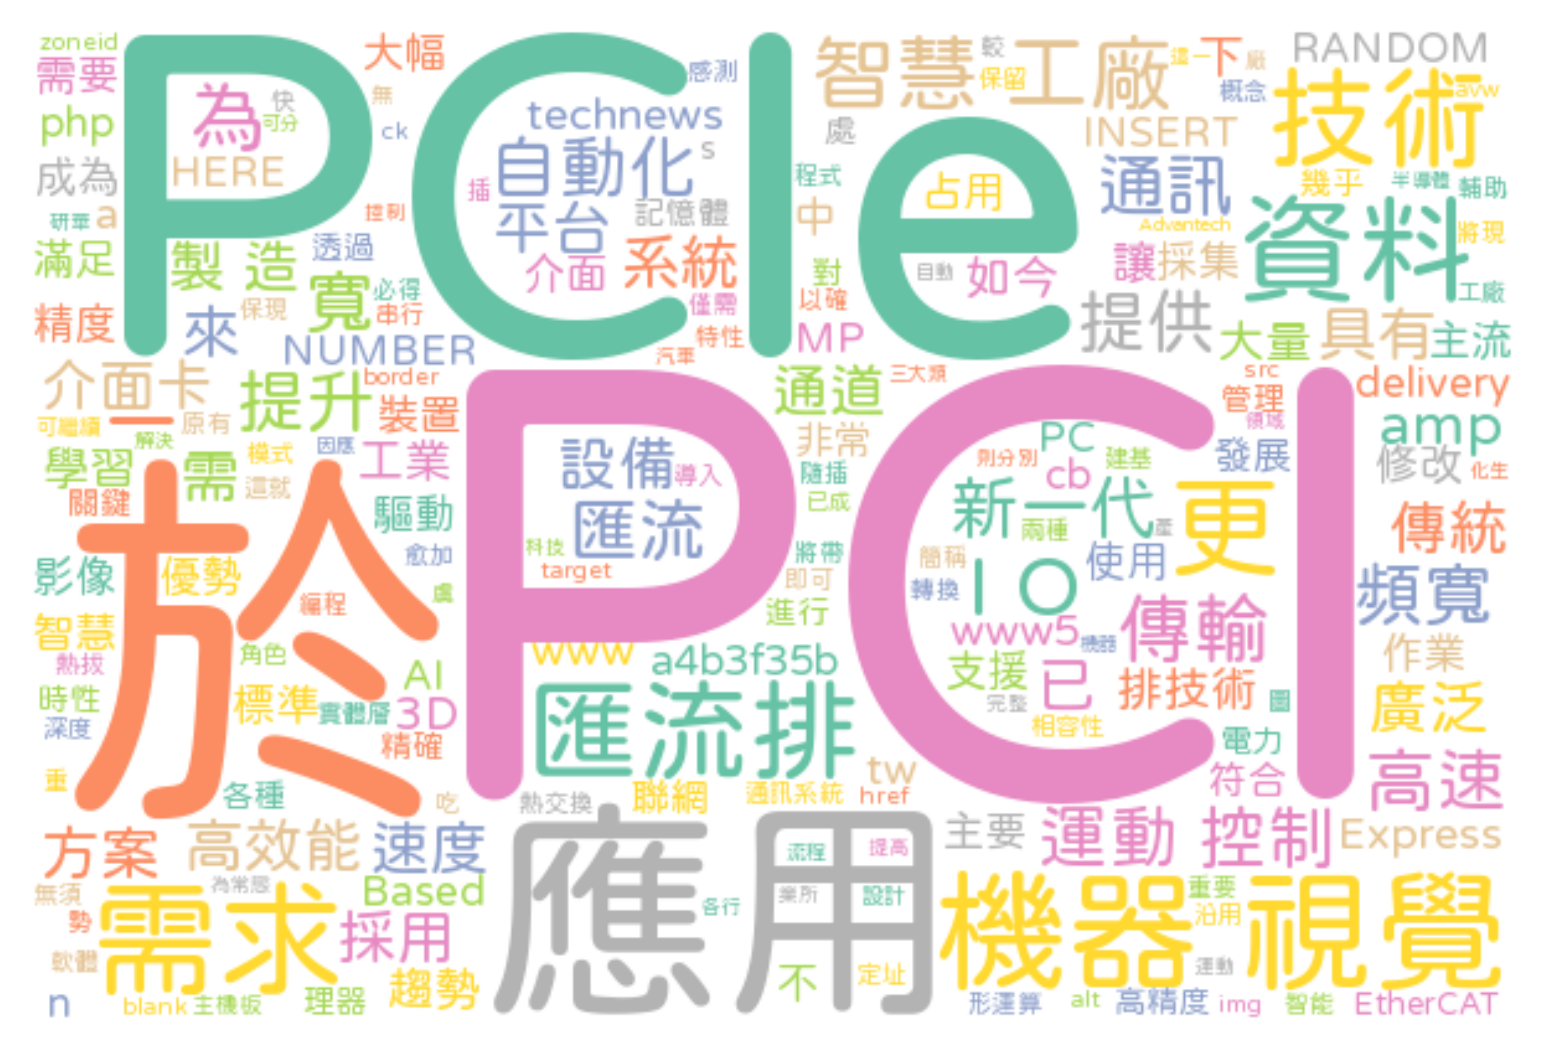 zoneid
需要
php
成為
研華
a
滿足
精度
PCIe
為
快
可分
HERE
製 造
透過
寬
必得
串行
保現
來
NUMBER
大幅
無
ck
控制
感測
technews
自動化
s
插
平台
記憶體
介面
系統
僅需
特性
汽車
智慧工廠
較
保留
這一
下
廠
概念
RANDOM
技術
avw
處
INSERT
程式
占用
中
通訊
幾乎
半導體
輔助
Advantech
資料
將現
對
自動
如今
讓
採集
工廠
以確
MP
提供
大量
具有
主流
介面卡
一
可繼續
原有
提升
border
裝置
解決
因應
模式
學習
需
這就
工業
關鍵
驅動
於
愈加
影像
優勢
編程
處
智慧
熱拔
角色
AI
時性
標準
實體層
3D
深度
精確
重
各種
吃
PCI
通道
三大類
src
管理
領域
delivery
amp
設備
導入
非常
PC
則分別
cb
建基
發展
修改
化生
隨插
已成
匯流
新一代
兩種
產
更
傳統
科技
target
將帶
即可
簡稱
轉換
IO
使用
頻寬
進行
www5
機器
傳輸
www
a4b3f35b
支援
已
排技術
圖
作業
完整
相容性
廣泛
匯流排
電力
tw
href
符合
高速
熱交換
聯網
通訊系統
方案
高效能
速度
應用
流程
提高
主要
運動 控制
Express
無須
為常態
Based
業所
設計
各行
需求
勢
採用
機器視覺
重要
沿用
軟體
趨勢
不
定址
運動
n
blank
主機板
理器
形運算
alt
高精度
img
智能
EtherCAT